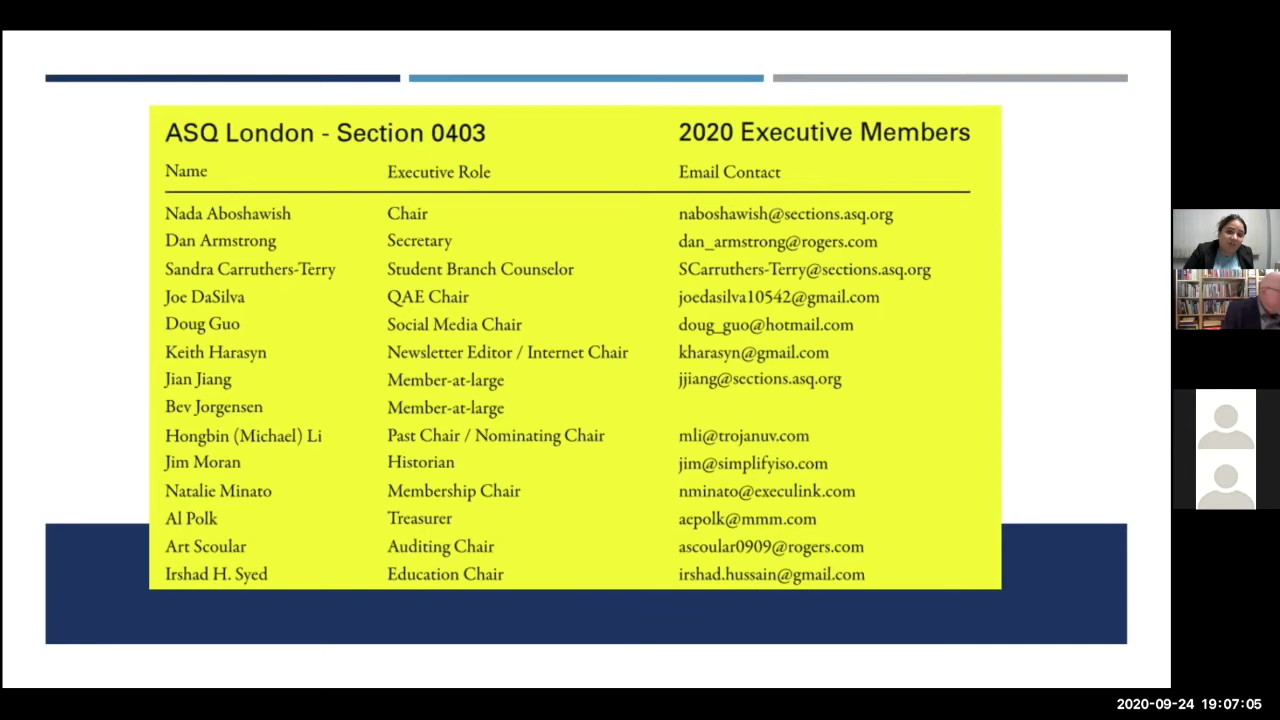 ASQ London - Section 0403 2020 Executive Members
Name Executive Role Email Contact
Nada Aboshawish Chair naboshawish@sections.asq.org
Dan Armstrong Secretary dan_armstrong@rogers.com
Sandra Carruthers-Terry Student Branch Counselor SCarruthers-Terry@sections.asq.org
Joe DaSilva QAE Chair joedasilva10542@gmail.com
Doug Guo Social Media Chair doug_guo@hotmail.com
Keith Harasyn Newsletter Editor / Internet Chair kharasyn@gmail.com
Jian Jiang Member-at-large jjiang@sections.asq.org
Bev Jorgensen Member-at-large
Hongbin (Michael) Li Past Chair / Nominating Chair mli@trojanuv.com
Jim Moran Historian jim@simplifyiso.com
Natalie Minato Membership Chair nminato@execulink.com
Al Polk Treasurer aepolk@mmm.com
Art Scoular Auditing Chair ascoular0909@rogers.com
Irshad H. Syed Education Chair irshad.hussain@gmail.com
2020-09-24 19:07:05